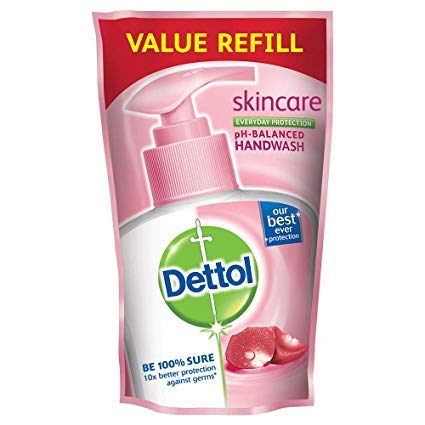 VALUE REFILL
skincare
EVERYDAY PROTECTION
pH-BALANCED
HANDWASH
our
best*
ever
+protection
Dettol
BE 100% SURE
10x better protection
against germs*